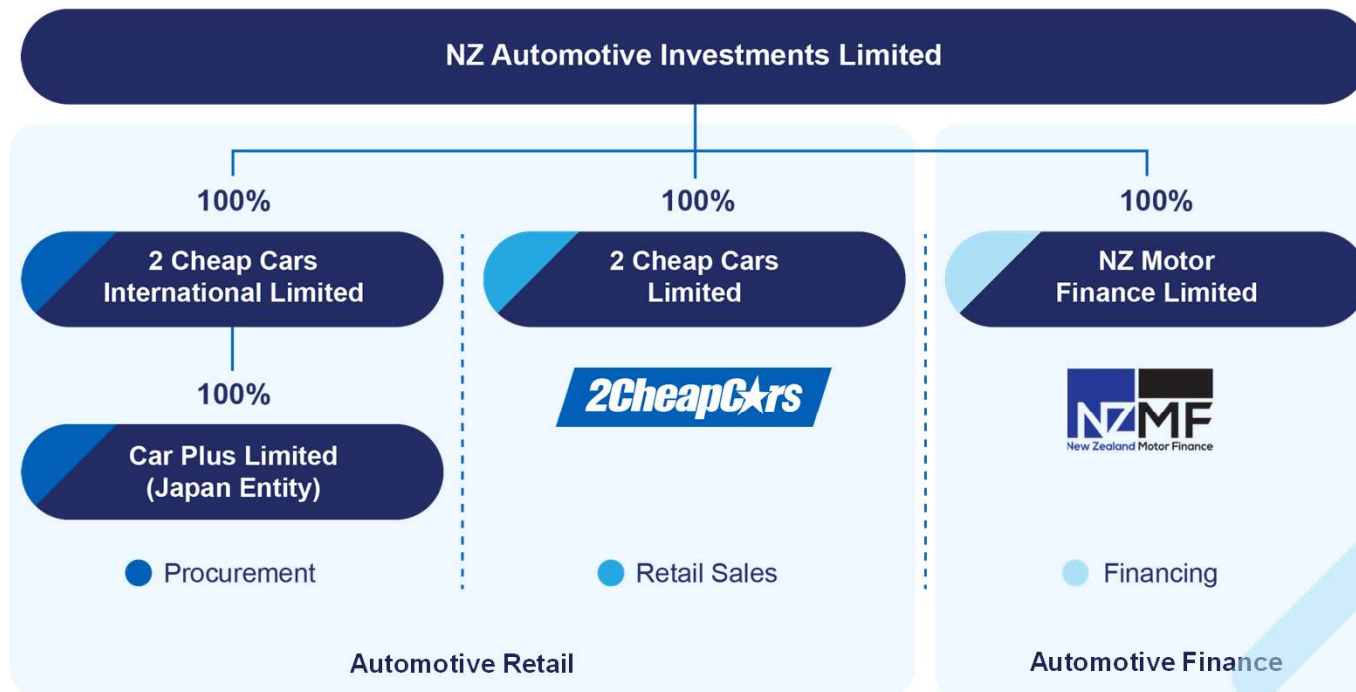 NZ Automotive Investments Limited
100%
2 Cheap Cars
International Limited
100%
Car Plus Limited
(Japan Entity)
Procurement
100%
2 Cheap Cars
Limited
2CheapCars
Retail Sales
Automotive Retail
100%
NZ Motor
Finance Limited
NZMF
New Zealand Motor Finance
Financing
Automotive Finance